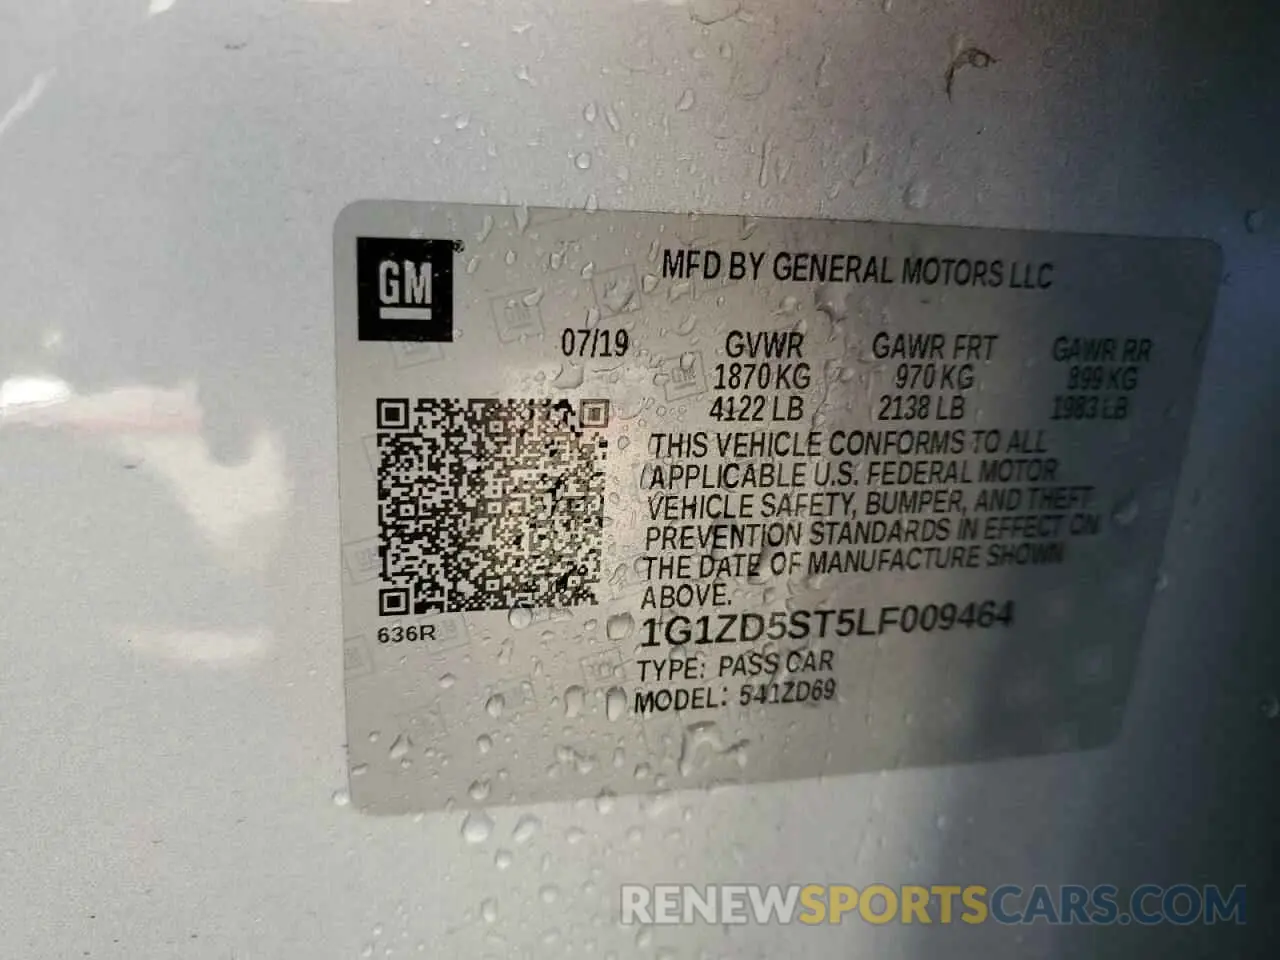 GM®
MFD BY GENERAL MOTORS LLC
07/19 GVWR GAWR FRT GAWR RR
1870 KG 970 KG 899 KG
4122 LB 2138 LB 1983 LB
THIS VEHICLE CONFORMS TO ALL
APPLICABLE U.S. FEDERAL MOTOR
VEHICLE SAFETY, BUMPER, AND THEFT
PREVENTION STANDARDS IN EFFECT ON
THE DATE OF MANUFACTURE SHOWN
ABOVE.
636R
1G1ZD5ST5LF009464
TYPE: PASS CAR
MODEL: 541ZD69
RENEWSPORTSCARS.COM